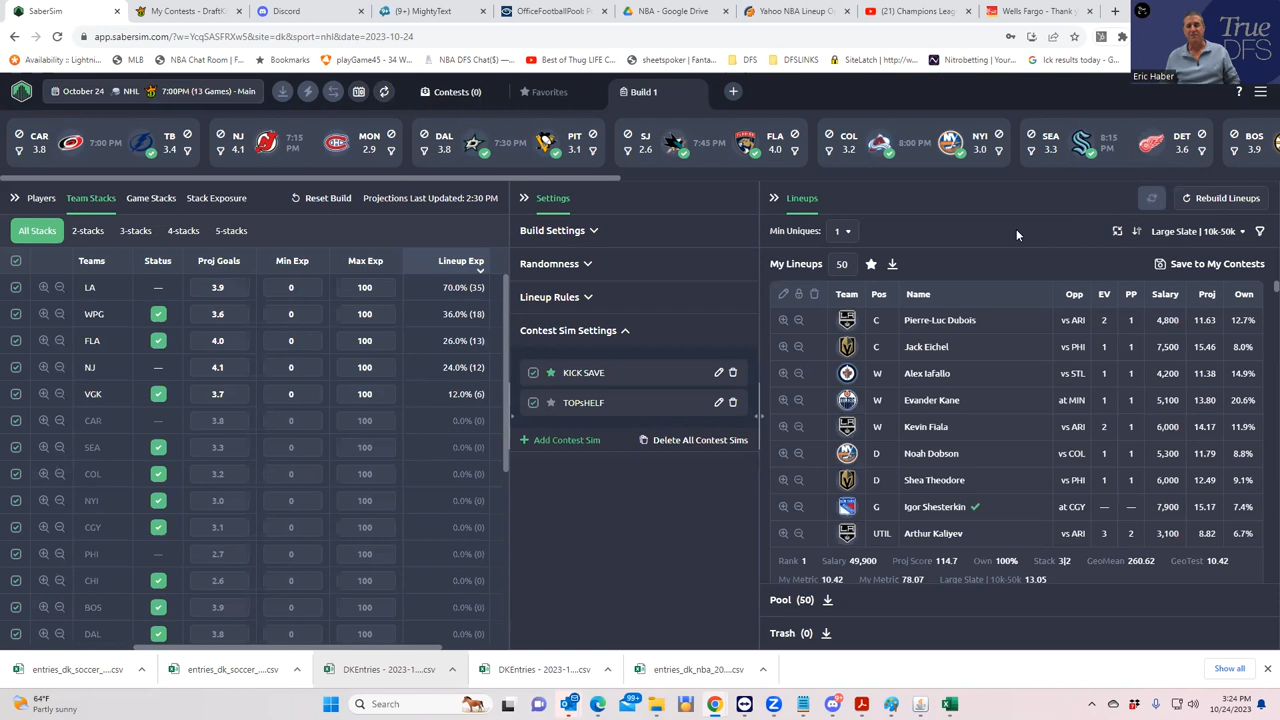 SaberSim
My Contests - DraftK
Discord
(9+) MightyText
OfficeFootballPool: P
NBA - Google Drive
Yahoo NBA Lineup Op
(21) Champions Lea
Wells Fargo - Thank y
app.sabersim.com/?w=YcqSASFRXw5&site=dk&sport=nhl&date=2023-10-24
True
DFS
Audience availability :: Lightni...
MLB
NBA Chat Room | F...
Bookmarks
playGame45 - 34 W...
NBA DFS Chat($)---...
Best of Thug LIFE C...
sheetspoker | Fanta...
DFS
DFSLINKS
SiteLatch | http://w...
Nitrobetting | http:/...
Ick results today - G...
Eric Haber
October 24
NHL
7:00PM (13 Games) - Main
Contests (0)
Favorites
Build 1
CAR 3.8 7:00 PM TB 3.4
NJ 4.1 7:15 PM MON 2.9
DAL 3.8 7:30 PM PIT 3.1
SJ 2.6 7:45 PM FLA 4.0
COL 3.2 8:00 PM NYI 3.0
SEA 3.3 8:15 PM DET 3.6
BOS 3.9
Players
Team Stacks
Game Stacks
Stack Exposure
Reset Build
Projections Last Updated: 2:30 PM
Settings
Lineups
Rebuild Lineups
All Stacks
2-stacks
3-stacks
4-stacks
5-stacks
Build Settings
Min Uniques: 1
Large Slate | 10k-50k
Teams Status Proj Goals Min Exp Max Exp Lineup Exp
LA — 3.9 0 100 70.0% (35)
WPG 3.6 0 100 36.0% (18)
FLA 4.0 0 100 26.0% (13)
NJ — 4.1 0 100 24.0% (12)
VGK 3.7 0 100 12.0% (6)
CAR — 3.8 0 100 0.0% (0)
SEA 3.3 0 100 0.0% (0)
COL 3.2 0 100 0.0% (0)
NYI 3.0 0 100 0.0% (0)
CGY 3.1 0 100 0.0% (0)
PHI — 2.7 0 100 0.0% (0)
CHI 2.6 0 100 0.0% (0)
BOS 3.9 0 100 0.0% (0)
DAL 3.8 0 100 0.0% (0)
Randomness
Lineup Rules
Contest Sim Settings
KICK SAVE
TOPsHELF
Add Contest Sim
Delete All Contest Sims
My Lineups 50
Save to My Contests
Team Pos Name Opp EV PP Salary Proj Own
C Pierre-Luc Dubois vs ARI 2 1 4,800 11.63 12.7%
C Jack Eichel vs PHI 1 1 7,500 15.46 8.0%
W Alex Iafallo vs STL 1 1 4,200 11.38 14.9%
W Evander Kane at MIN 1 1 5,100 13.80 20.6%
W Kevin Fiala vs ARI 2 1 6,000 14.17 11.9%
D Noah Dobson vs COL 1 1 5,300 11.79 8.8%
D Shea Theodore vs PHI 1 1 6,000 12.49 9.1%
G Igor Shesterkin at CGY — — 7,900 15.17 7.4%
UTIL Arthur Kaliyev vs ARI 3 2 3,100 8.82 6.7%
Rank 1 Salary 49,900 Proj Score 114.7 Own 100% Stack 3|2 GeoMean 260.62 GeoTest 10.42
My Metric 10.42 My Metric 78.07 Large Slate | 10k-50k 13.05
Pool (50)
Trash (0)
entries_dk_soccer_....csv
entries_dk_soccer_....csv
DKEntries - 2023-1....csv
DKEntries - 2023-1....csv
entries_dk_nba_20....csv
Show all
64°F
Partly sunny
Search
99+
3:24 PM
10/24/2023